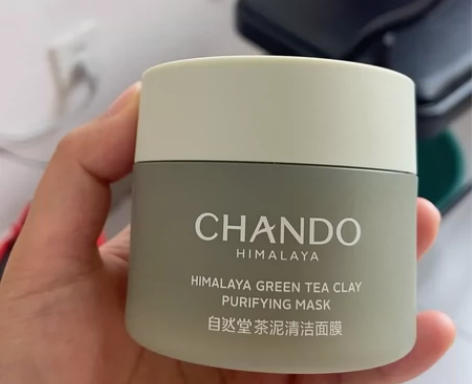 CHANDO
HIMALAYA
HIMALAYA GREEN TEA CLAY
PURIFYING MASK
自然堂 茶泥清洁面膜